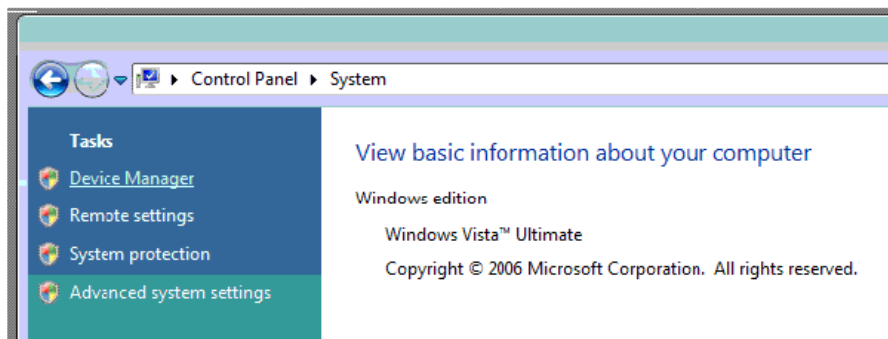 Control Panel ▸ System
Tasks
Device Manager
Remote settings
System protection
Advanced system settings
View basic information about your computer
Windows edition
Windows Vista™ Ultimate
Copyright © 2006 Microsoft Corporation. All rights reserved.